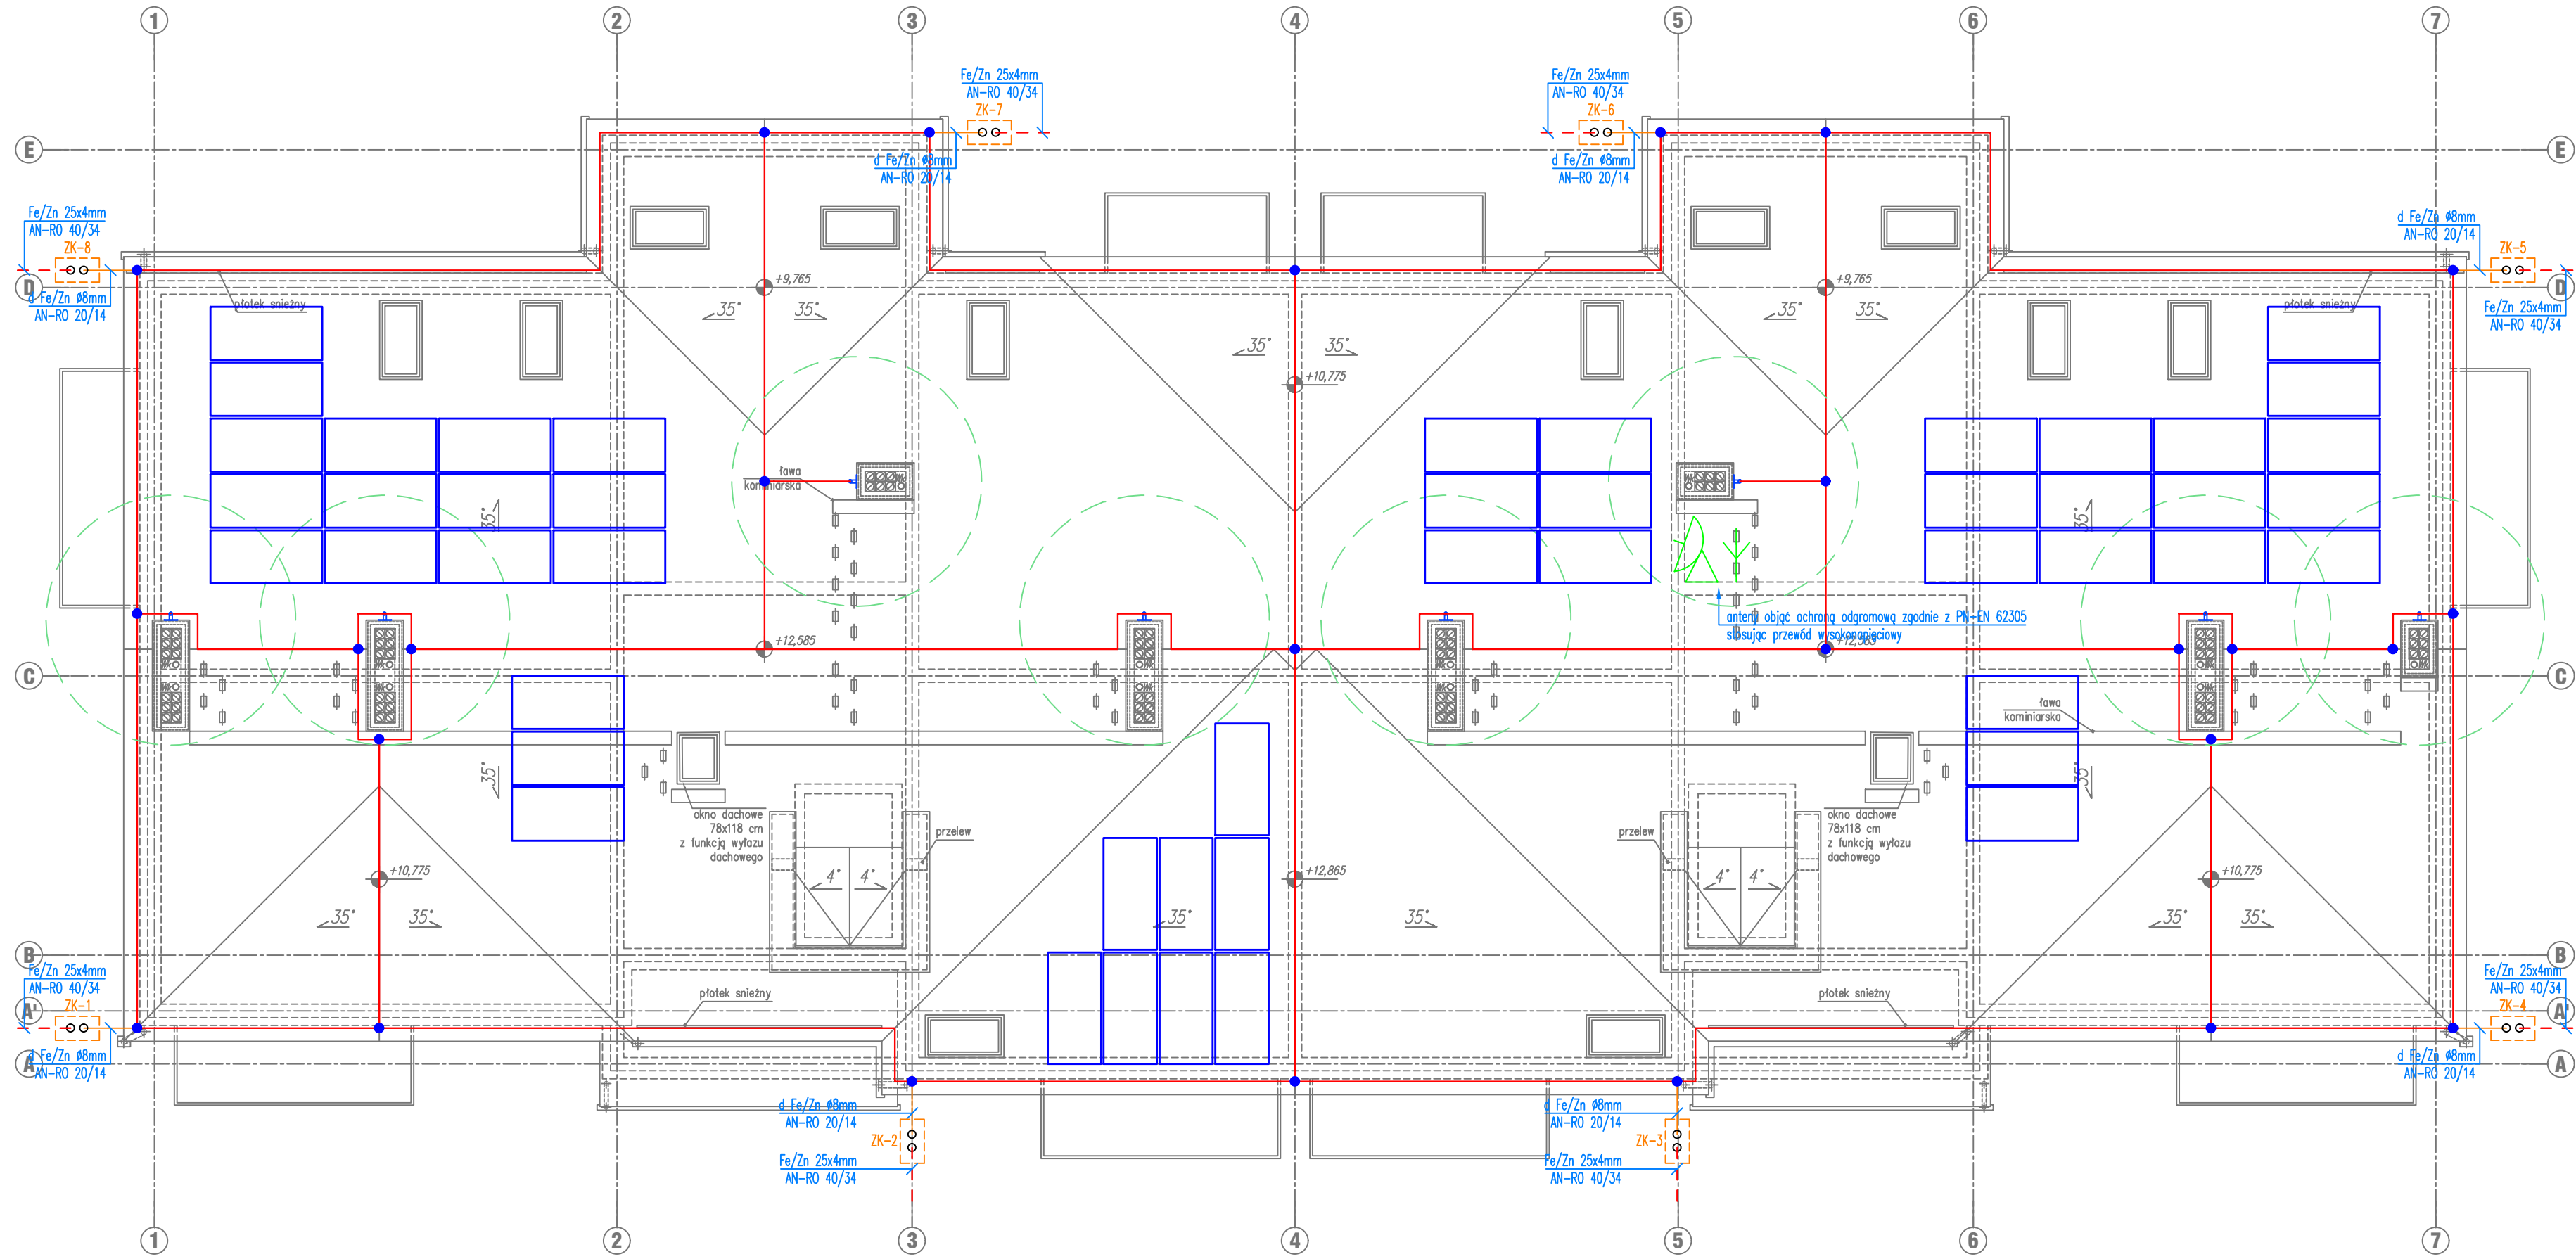 1
2
3
4
5
6
7
Fe/Zn 25x4mm
AN-RO 40/34
ZK-7
d Fe/Zn ø8mm
AN-RO 20/14
Fe/Zn 25x4mm
AN-RO 40/34
ZK-6
d Fe/Zn ø8mm
AN-RO 20/14
E
E
Fe/Zn 25x4mm
AN-RO 40/34
ZK-8
d Fe/Zn ø8mm
AN-RO 20/14
d Fe/Zn ø8mm
AN-RO 20/14
ZK-5
Fe/Zn 25x4mm
AN-RO 40/34
D
D
płotek snieżny
płotek snieżny
+9,765
35°
35°
+9,765
35°
35°
35°
35°
+10,775
ława
kominiarska
35°
35°
anteny objąć ochroną odgromową zgodnie z PN-EN 62305
stosując przewód wysokonapięciowy
+12,585
+12,585
C
C
ława
kominiarska
35°
35°
okno dachowe
78x118 cm
z funkcją wyłazu
dachowego
przelew
przelew
okno dachowe
78x118 cm
z funkcją wyłazu
dachowego
+10,775
4°
4°
+12,865
4°
4°
+10,775
35°
35°
35°
35°
35°
35°
B
B
Fe/Zn 25x4mm
AN-RO 40/34
ZK-1
d Fe/Zn ø8mm
AN-RO 20/14
płotek snieżny
płotek snieżny
Fe/Zn 25x4mm
AN-RO 40/34
ZK-4
d Fe/Zn ø8mm
AN-RO 20/14
A'
A'
A
A
d Fe/Zn ø8mm
AN-RO 20/14
ZK-2
Fe/Zn 25x4mm
AN-RO 40/34
d Fe/Zn ø8mm
AN-RO 20/14
ZK-3
Fe/Zn 25x4mm
AN-RO 40/34
1
2
3
4
5
6
7